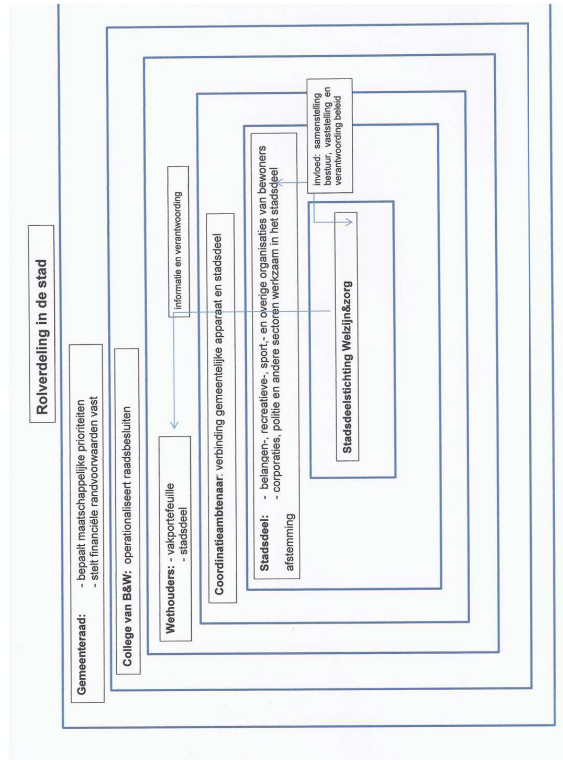 Rolverdeling in de stad
Gemeenteraad: - bepaalt maatschappelijke prioriteiten
- stelt financiële randvoorwaarden vast
College van B&W: operationaliseert raadsbesluiten
Wethouders: - vakportefeuille
- stadsdeel
informatie en verantwoording
Coordinatieambtenaar: verbinding gemeentelijke apparaat en stadsdeel
Stadsdeel: - belangen-, recreatieve-, sport,- en overige organisaties van bewoners
- corporaties, politie en andere sectoren werkzaam in het stadsdeel
afstemming
invloed: samenstelling
bestuur, vaststelling en
verantwoording beleid
Stadsdeelstichting Welzijn&zorg